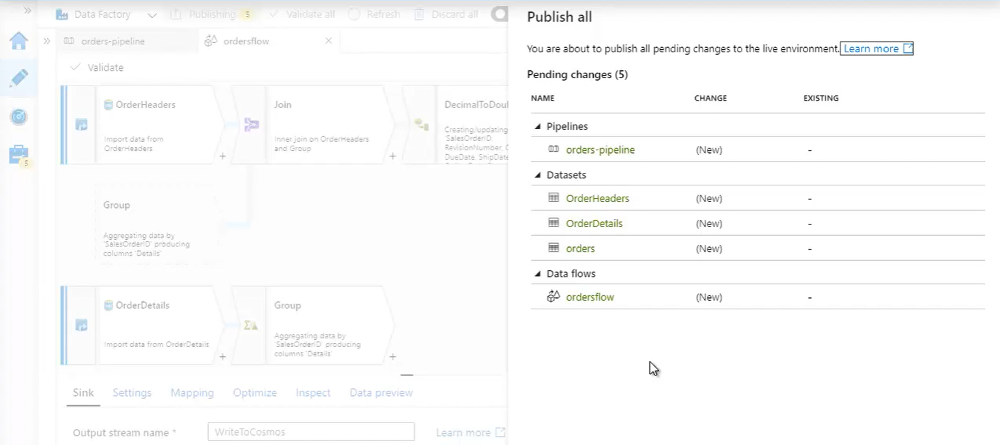 Data Factory
Publishing 5
Validate all
Refresh
Discard all
orders-pipeline
ordersflow
Validate
OrderHeaders
Import data from
OrderHeaders
Join
Inner join on OrderHeaders
and Group
DecimalToDoul
Creating/updating
'SalesOrderID,
RevisionNumber, O
DueDate, ShipDate
Group
Aggregating data by
'SalesOrderID' producing
columns 'Details'
5
OrderDetails
Import data from OrderDetails
Group
Aggregating data by
'SalesOrderID' producing
columns 'Details'
Sink Settings Mapping Optimize Inspect Data preview
Output stream name * WriteToCosmos Learn more
Publish all
You are about to publish all pending changes to the live environment. Learn more
Pending changes (5)
NAME CHANGE EXISTING
Pipelines
orders-pipeline (New) -
Datasets
OrderHeaders (New) -
OrderDetails (New) -
orders (New) -
Data flows
ordersflow (New) -